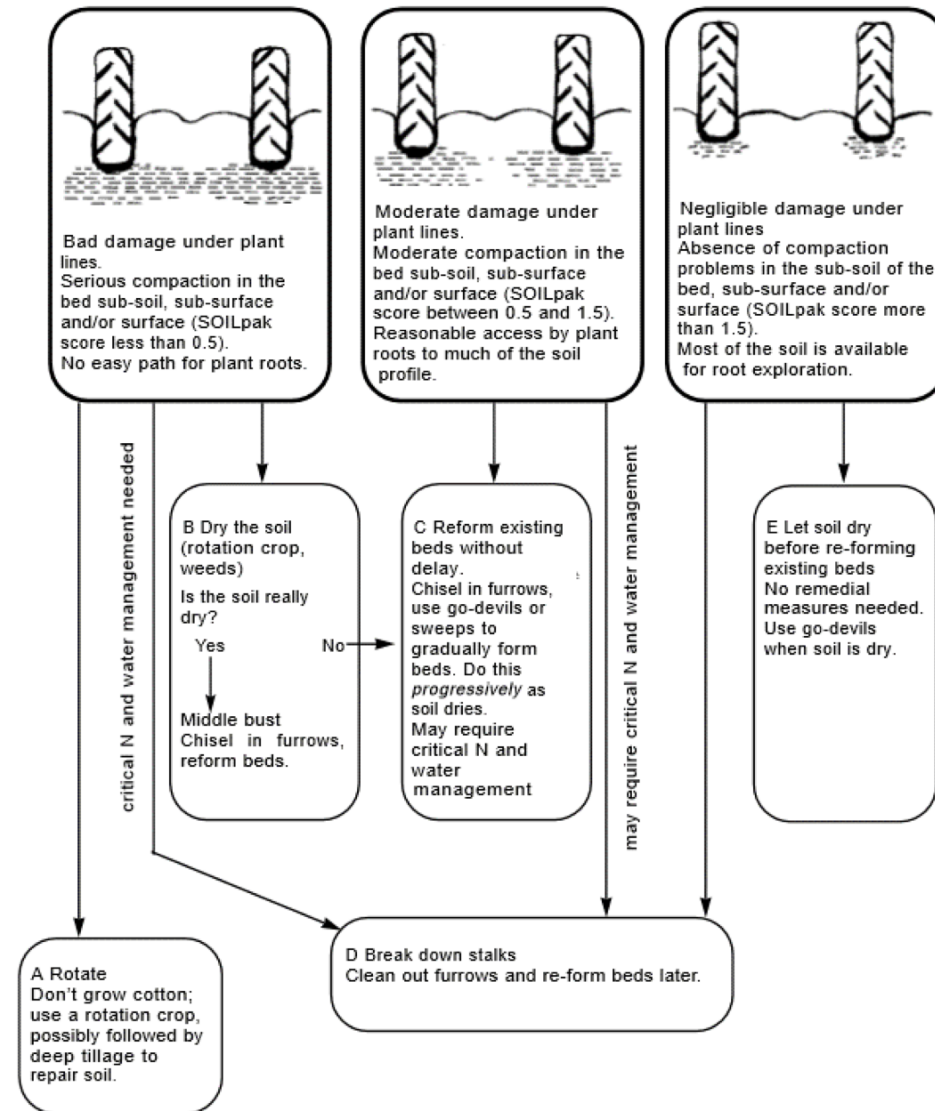 Bad damage under plant
lines.
Serious compaction in the
bed sub-soil, sub-surface
and/or surface (SOILpak
score less than 0.5).
No easy path for plant roots.
Moderate damage under
plant lines.
Moderate compaction in the
bed sub-soil, sub-surface
and/or surface (SOILpak
score between 0.5 and 1.5).
Reasonable access by plant
roots to much of the soil
profile.
Negligible damage under
plant lines
Absence of compaction
problems in the sub-soil of the
bed, sub-surface and/or
surface (SOILpak score more
than 1.5).
Most of the soil is available
for root exploration.
critical N and water management needed
B Dry the soil
(rotation crop,
weeds)
Is the soil really
dry?
Yes
No
Middle bust
Chisel in furrows,
reform beds.
C Reform existing
beds without
delay.
Chisel in furrows,
use go-devils or
sweeps to
gradually form
beds. Do this
progressively as
soil dries.
May require
critical N and
water
management
may require critical N and water management
E Let soil dry
before re-forming
existing beds
No remedial
measures needed.
Use go-devils
when soil is dry.
A Rotate
Don't grow cotton;
use a rotation crop,
possibly followed by
deep tillage to
repair soil.
D Break down stalks
Clean out furrows and re-form beds later.